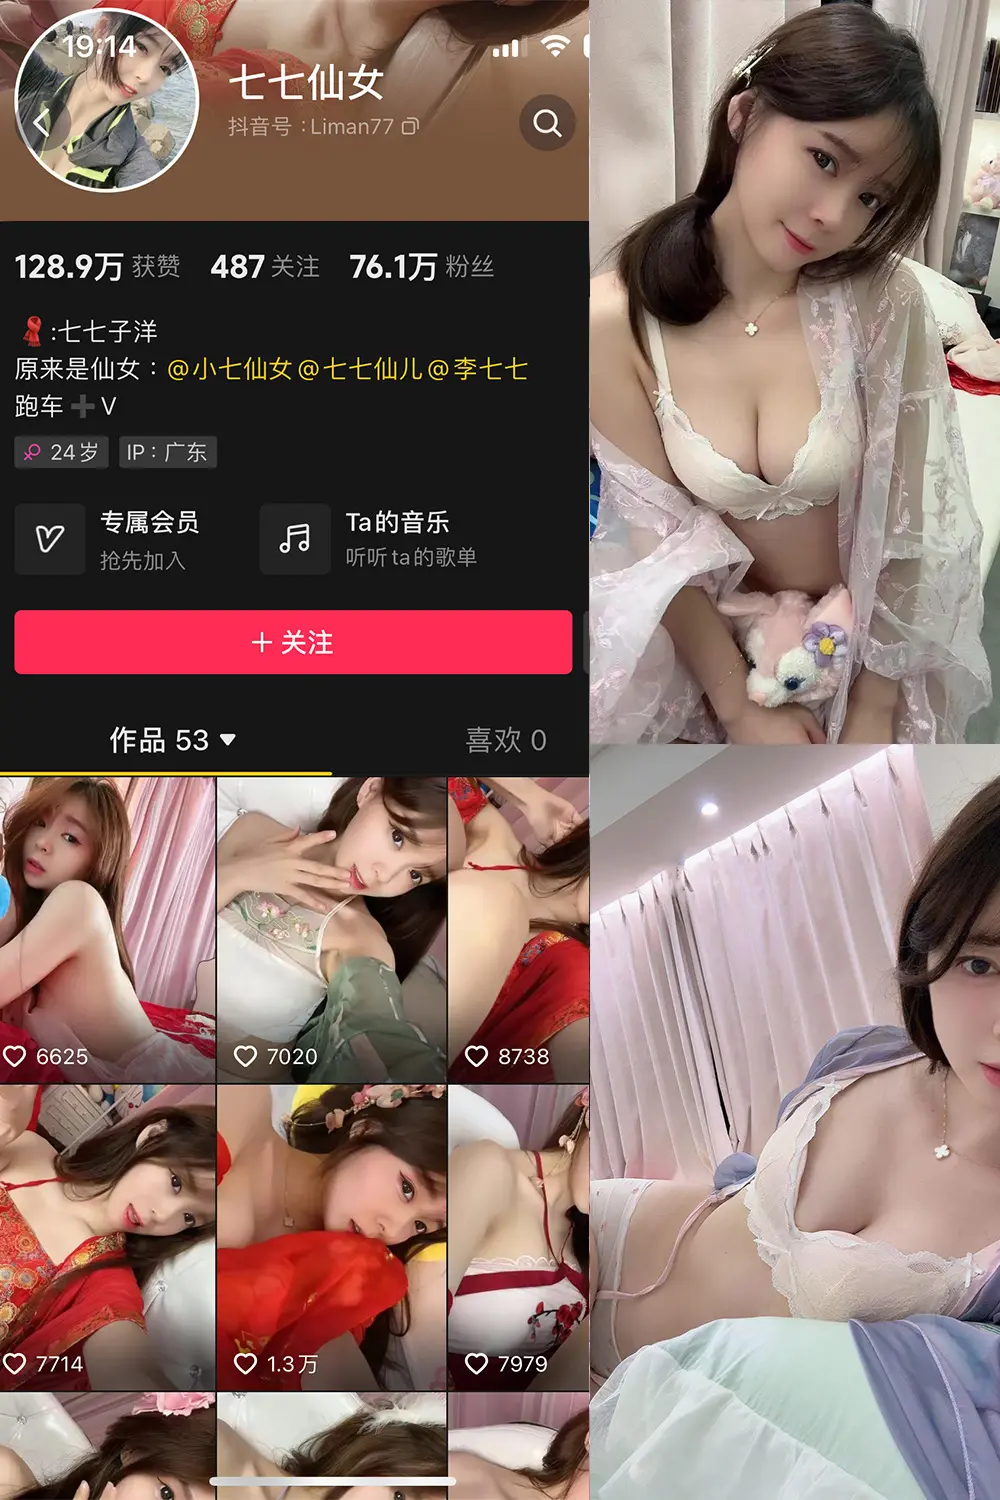 19:14
七七仙女
抖音号：Liman77
128.9万 获赞 487 关注 76.1万 粉丝
:七七子洋
原来是仙女：@小七仙女@七七仙儿@李七七
跑车➕V
24岁 IP：广东
专属会员 Ta的音乐
抢先加入 听听ta的歌单
+ 关注
作品 53 喜欢 0
6625 7020 8738
7714 1.3万 7979